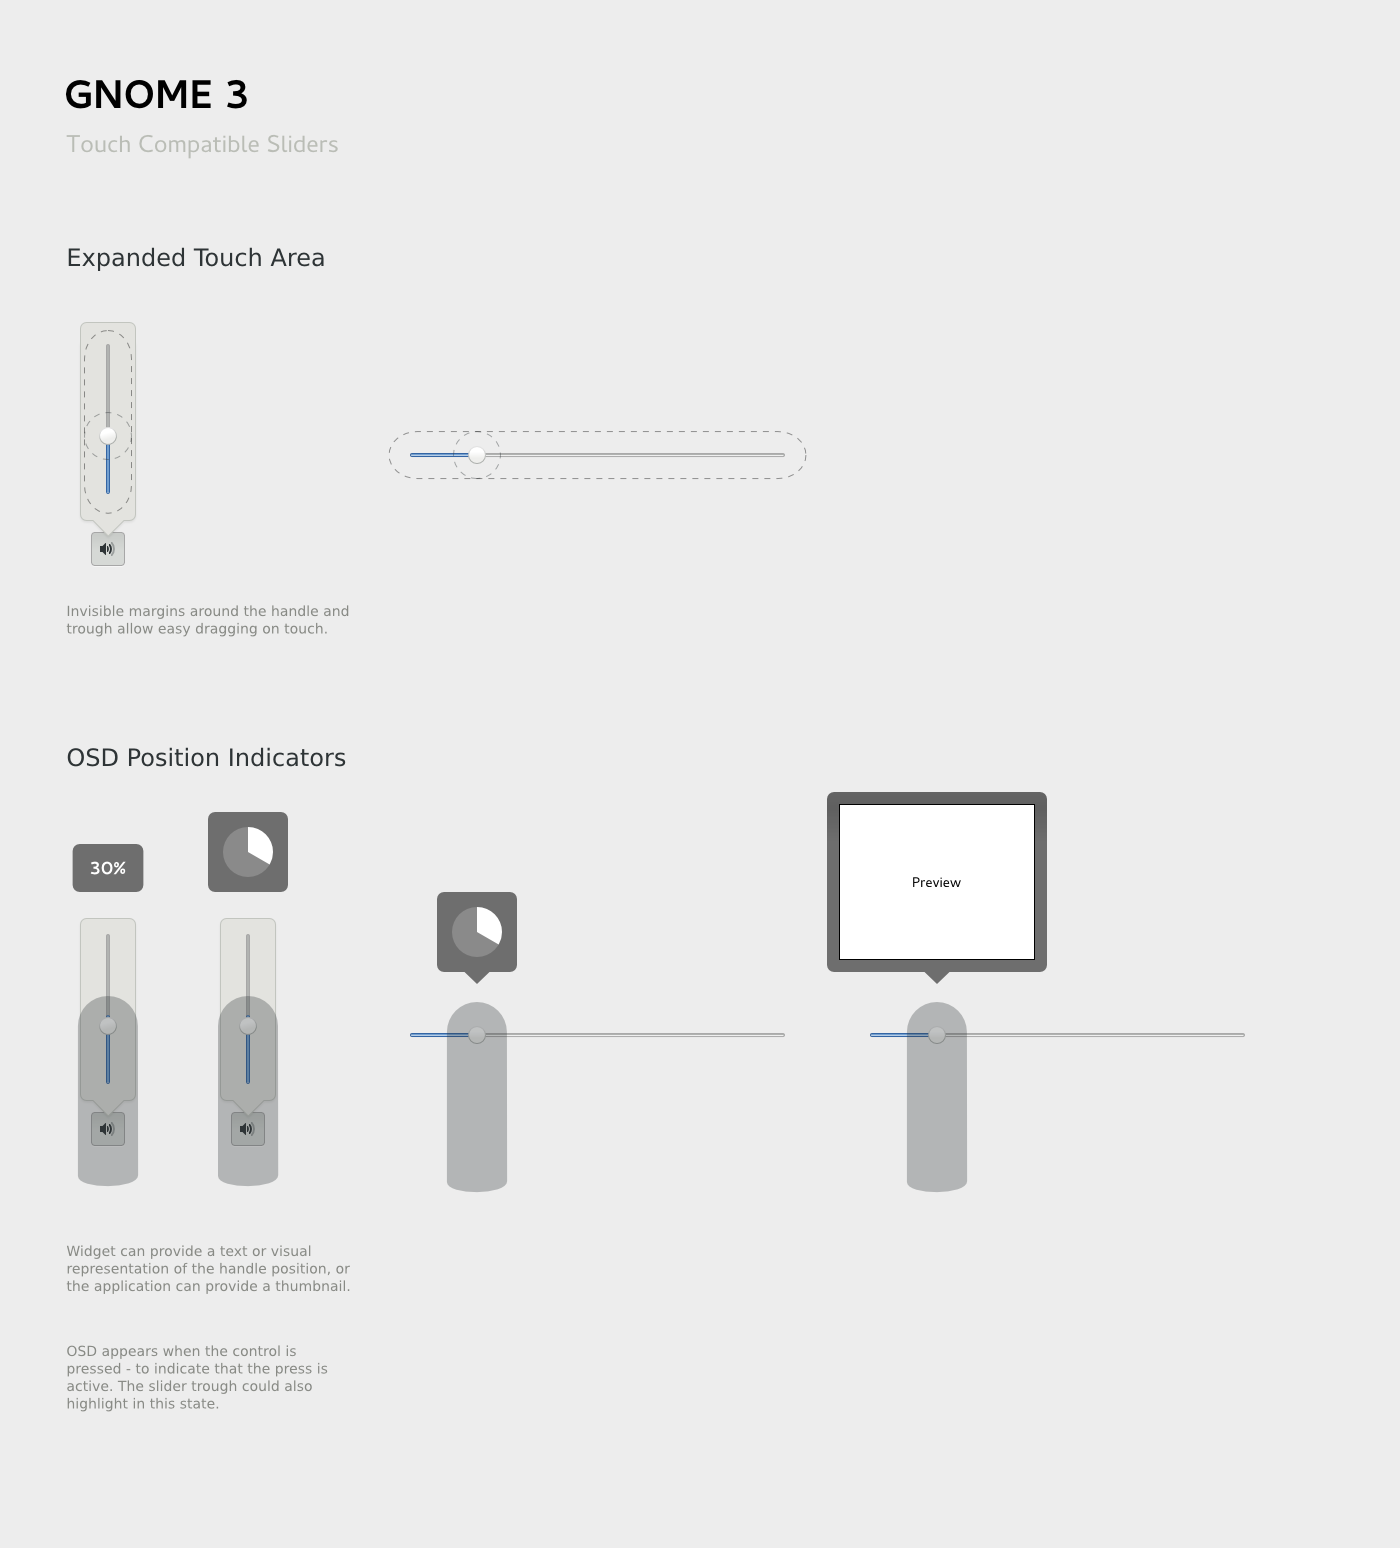 GNOME 3
Touch Compatible Sliders
Expanded Touch Area
Invisible margins around the handle and
trough allow easy dragging on touch.
OSD Position Indicators
30%
Preview
Widget can provide a text or visual
representation of the handle position, or
the application can provide a thumbnail.
OSD appears when the control is
pressed - to indicate that the press is
active. The slider trough could also
highlight in this state.